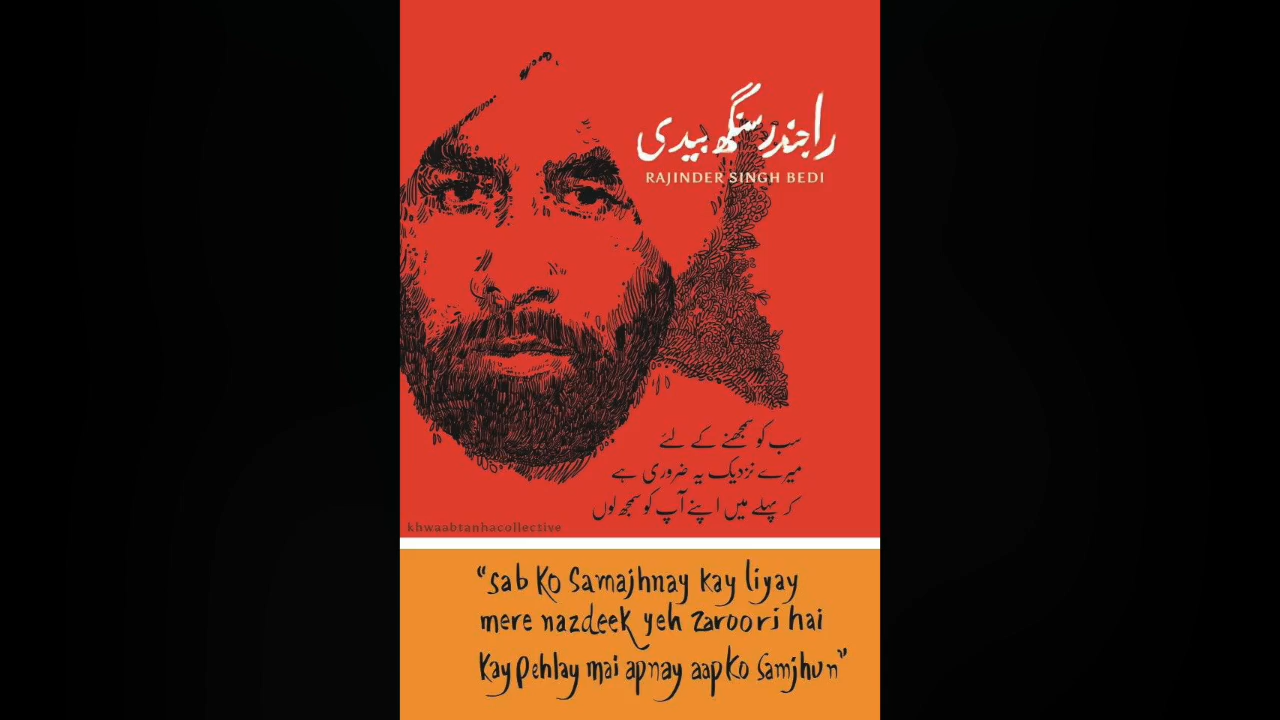 راجندر سنگھ بیدی
RAJINDER SINGH BEDI
سب کو سمجھنے کے لئے
میرے نزدیک یہ ضروری ہے
کہ پہلے میں اپنے آپ کو سمجھ لوں
khwaabtanhacollective
“sab ko samajhnay kay liyay
mere nazdeek yeh zaroori hai
kay pehlay mai apnay aap ko samjhun”